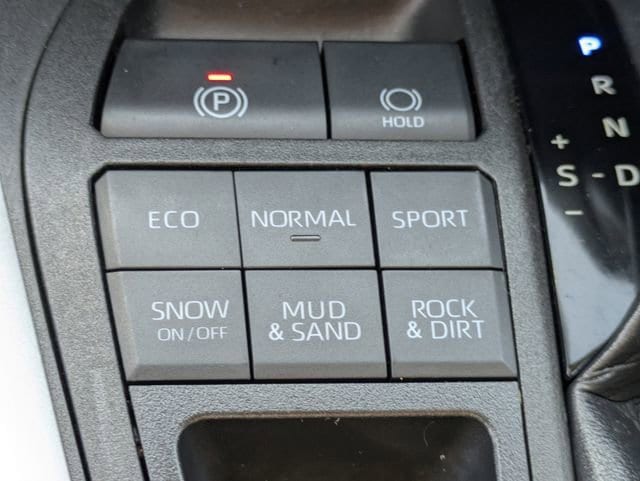 P
HOLD
P
R
N
+
S - D
−
ECO
NORMAL
SPORT
SNOW
ON / OFF
MUD
& SAND
ROCK
& DIRT